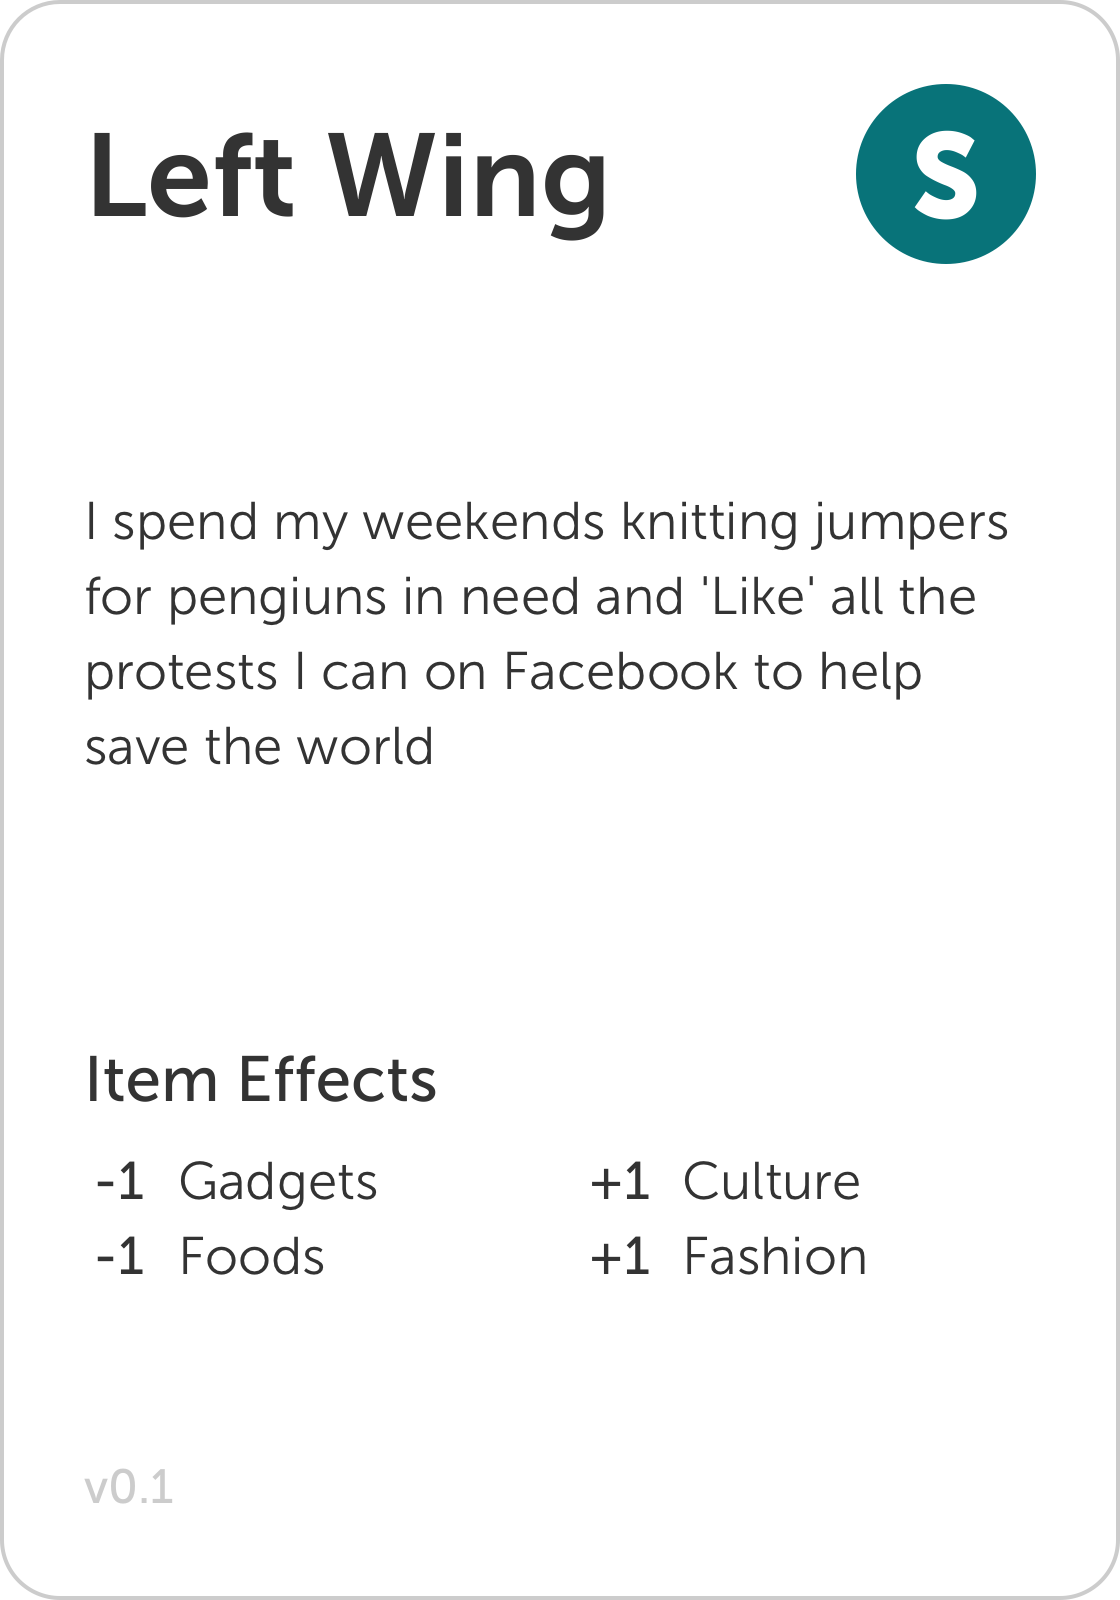 Left Wing
S
I spend my weekends knitting jumpers
for pengiuns in need and 'Like' all the
protests I can on Facebook to help
save the world
Item Effects
-1 Gadgets +1 Culture
-1 Foods +1 Fashion
v0.1